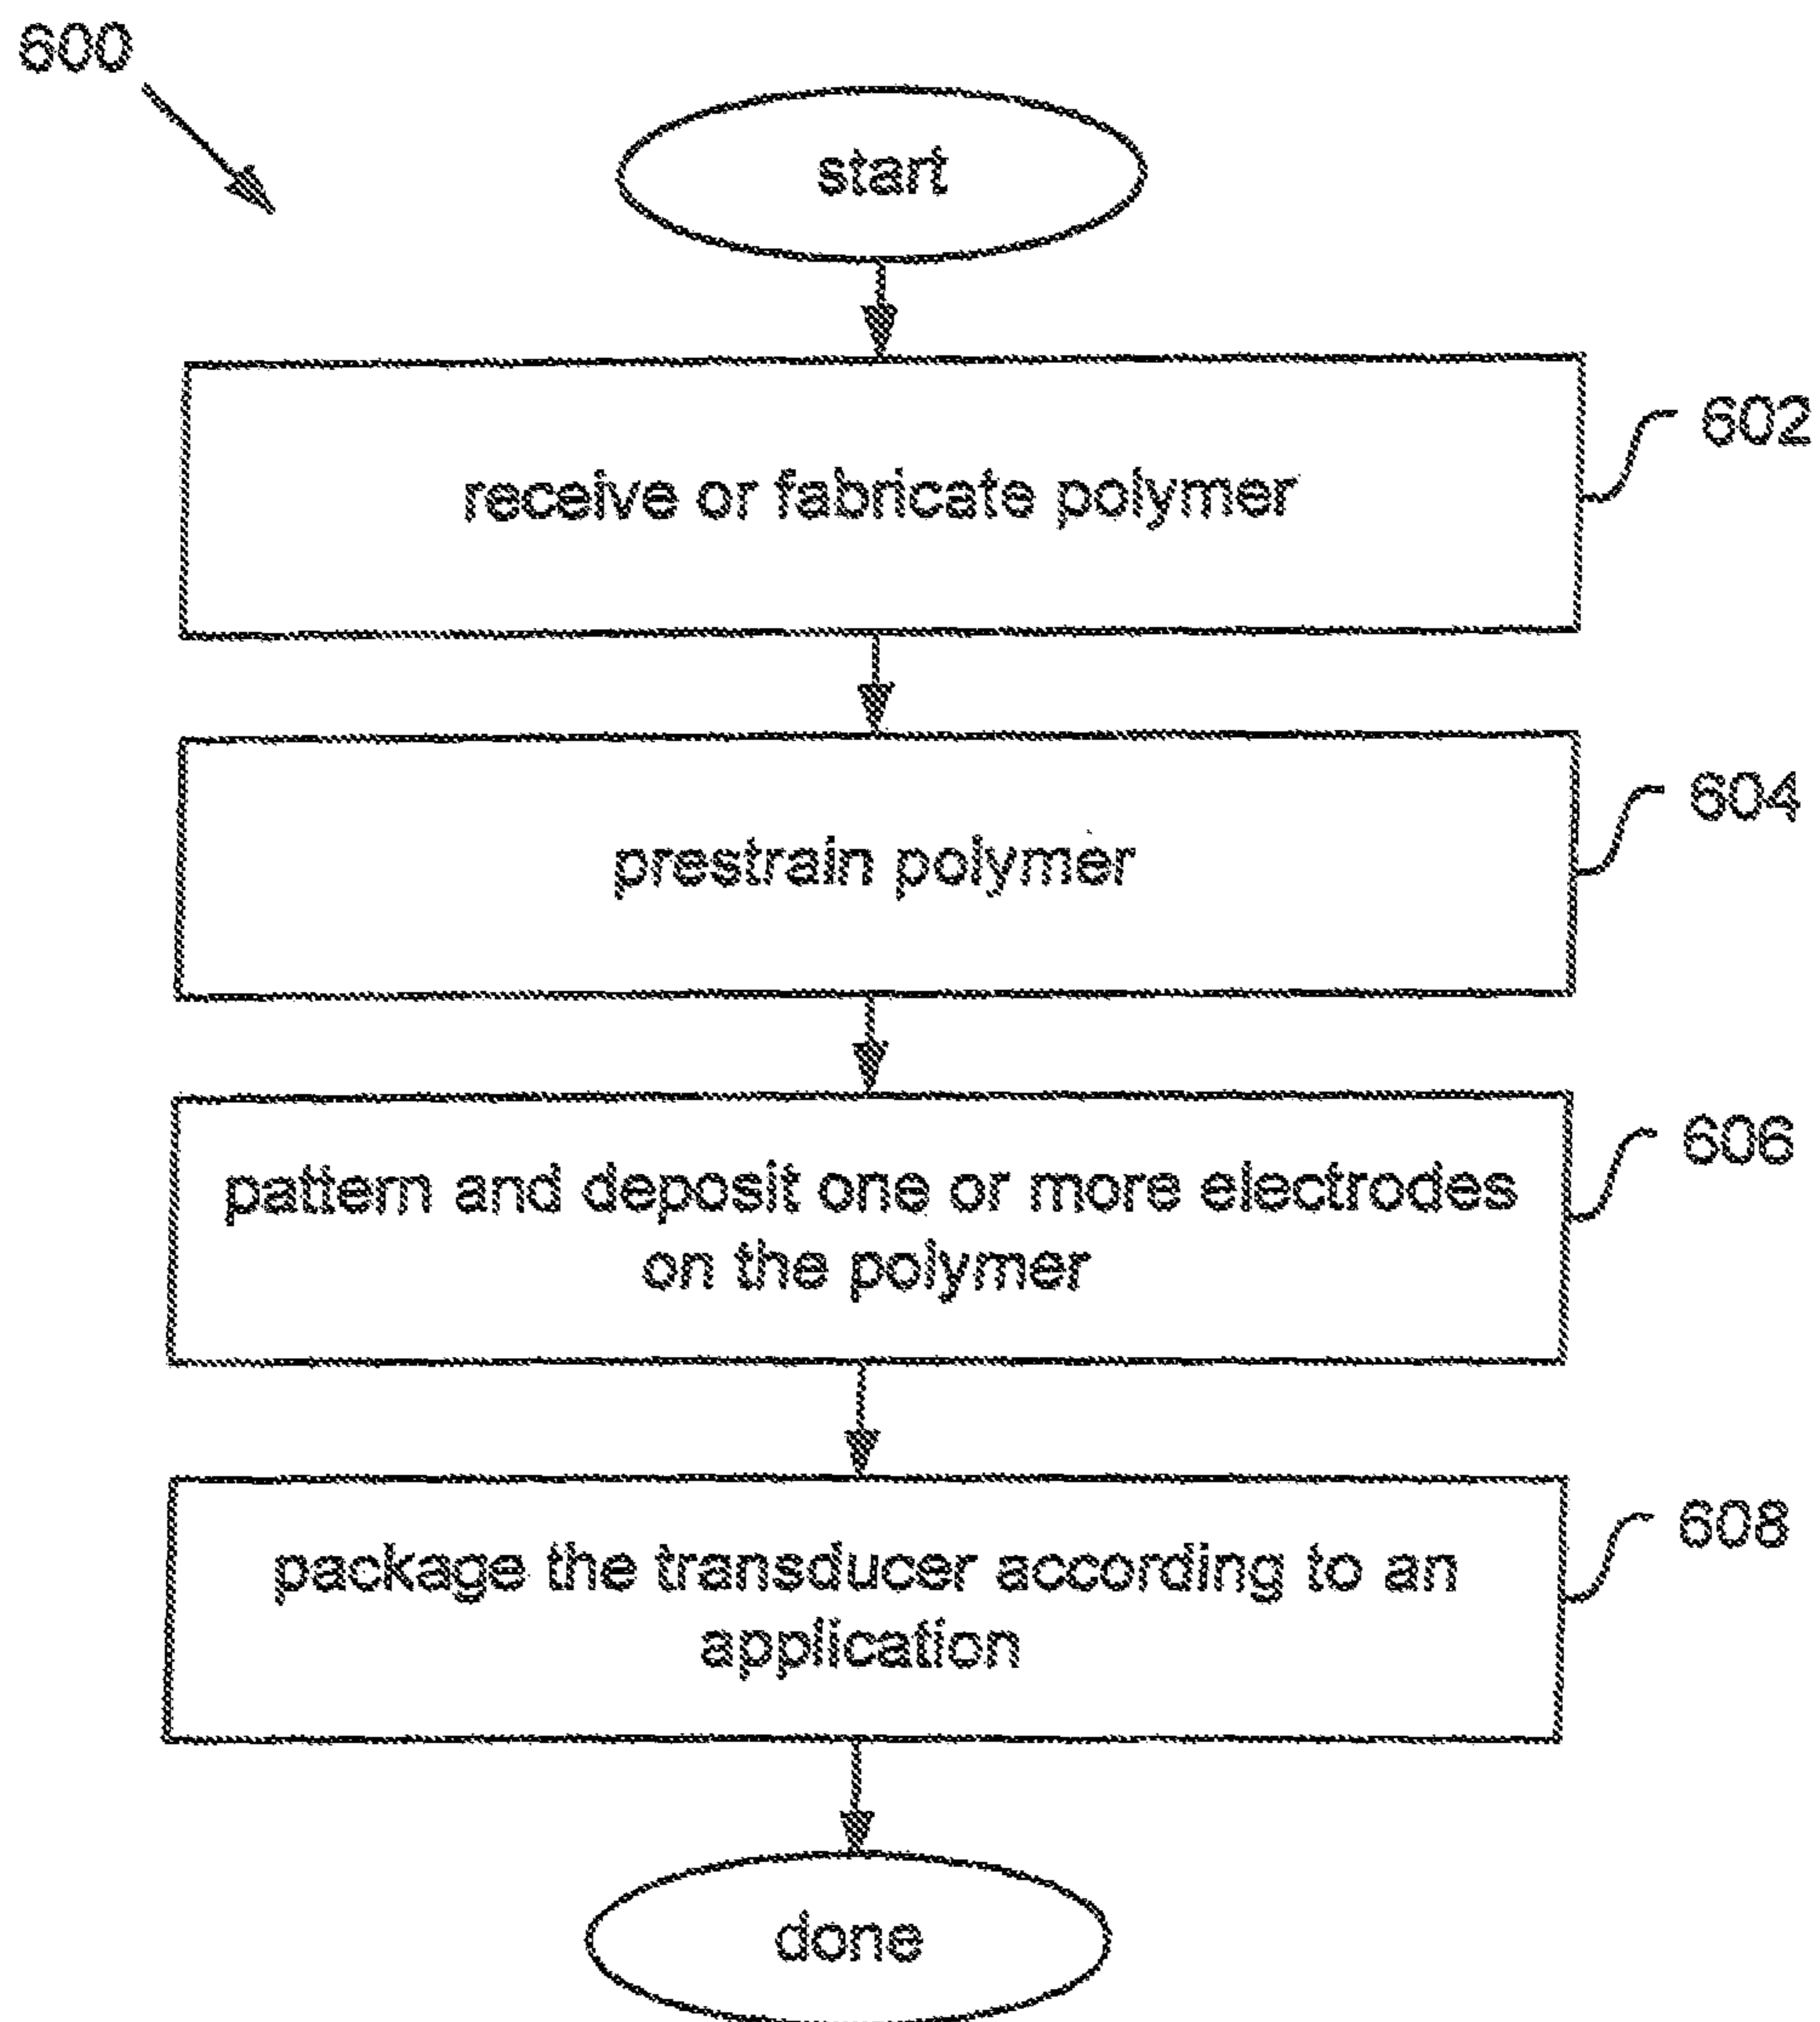 600
start
receive or fabricate polymer
602
prestrain polymer
604
pattern and deposit one or more electrodes
on the polymer
606
package the transducer according to an
application
608
done